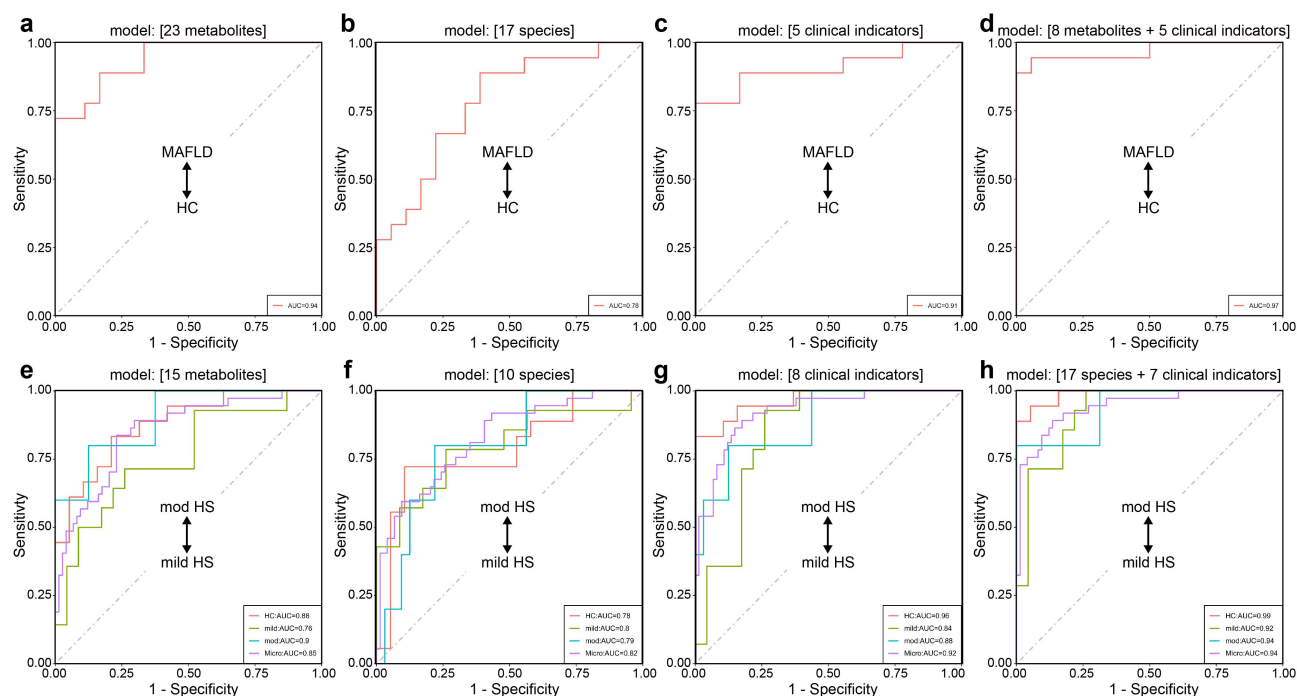 a
model: [23 metabolites]
1.00
0.75
0.50
0.25
0.00
Sensitivty
MAFLD
HC
AUC=0.94
0.00 0.25 0.50 0.75 1.00
1 - Specificity
b
model: [17 species]
1.00
0.75
0.50
0.25
0.00
Sensitivty
MAFLD
HC
AUC=0.78
0.00 0.25 0.50 0.75 1.00
1 - Specificity
c
model: [5 clinical indicators]
1.00
0.75
0.50
0.25
0.00
Sensitivty
MAFLD
HC
AUC=0.91
0.00 0.25 0.50 0.75 1.00
1 - Specificity
d
model: [8 metabolites + 5 clinical indicators]
1.00
0.75
0.50
0.25
0.00
Sensitivty
MAFLD
HC
AUC=0.97
0.00 0.25 0.50 0.75 1.00
1 - Specificity
e
model: [15 metabolites]
1.00
0.75
0.50
0.25
0.00
Sensitivty
mod HS
mild HS
HC:AUC=0.88
mild:AUC=0.76
mod:AUC=0.9
Micro:AUC=0.85
0.00 0.25 0.50 0.75 1.00
1 - Specificity
f
model: [10 species]
1.00
0.75
0.50
0.25
0.00
Sensitivty
mod HS
mild HS
HC:AUC=0.78
mild:AUC=0.8
mod:AUC=0.79
Micro:AUC=0.82
0.00 0.25 0.50 0.75 1.00
1 - Specificity
g
model: [8 clinical indicators]
1.00
0.75
0.50
0.25
0.00
Sensitivty
mod HS
mild HS
HC:AUC=0.96
mild:AUC=0.84
mod:AUC=0.88
Micro:AUC=0.92
0.00 0.25 0.50 0.75 1.00
1 - Specificity
h
model: [17 species + 7 clinical indicators]
1.00
0.75
0.50
0.25
0.00
Sensitivty
mod HS
mild HS
HC:AUC=0.99
mild:AUC=0.92
mod:AUC=0.94
Micro:AUC=0.94
0.00 0.25 0.50 0.75 1.00
1 - Specificity